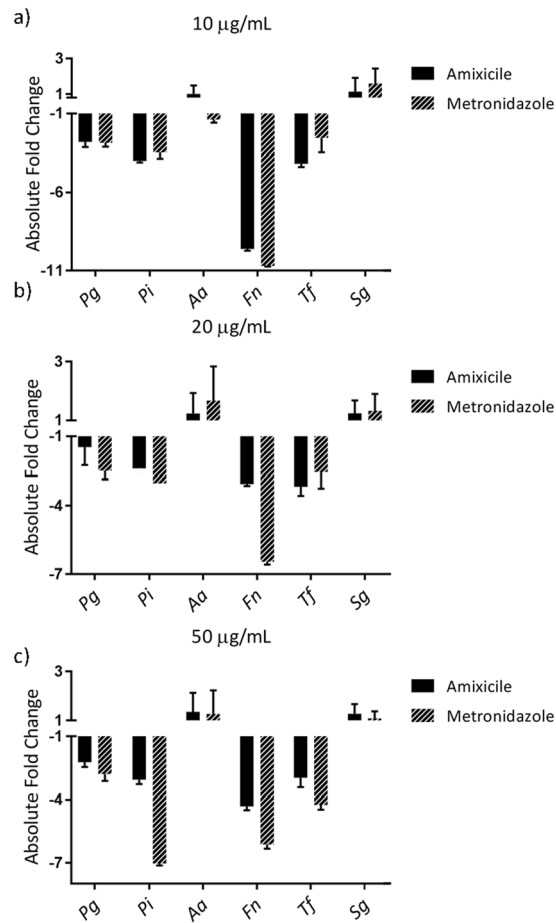 a)
10 µg/mL
3
1
-1
-6
-11
Absolute Fold Change
Amixicile
Metronidazole
Pg Pi Aa Fn Tf Sg
b)
20 µg/mL
3
1
-1
-4
-7
Absolute Fold Change
Amixicile
Metronidazole
Pg Pi Aa Fn Tf Sg
c)
50 µg/mL
3
1
-1
-4
-7
Absolute Fold Change
Amixicile
Metronidazole
Pg Pi Aa Fn Tf Sg